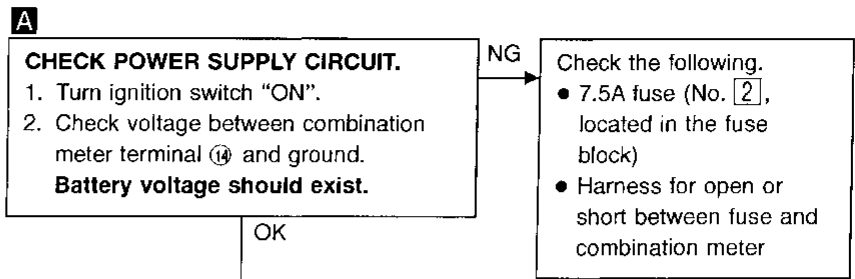 A
CHECK POWER SUPPLY CIRCUIT.
1. Turn ignition switch “ON”.
2. Check voltage between combination
meter terminal ⑭ and ground.
Battery voltage should exist.
OK
NG
Check the following.
● 7.5A fuse (No. 2,
located in the fuse
block)
● Harness for open or
short between fuse and
combination meter